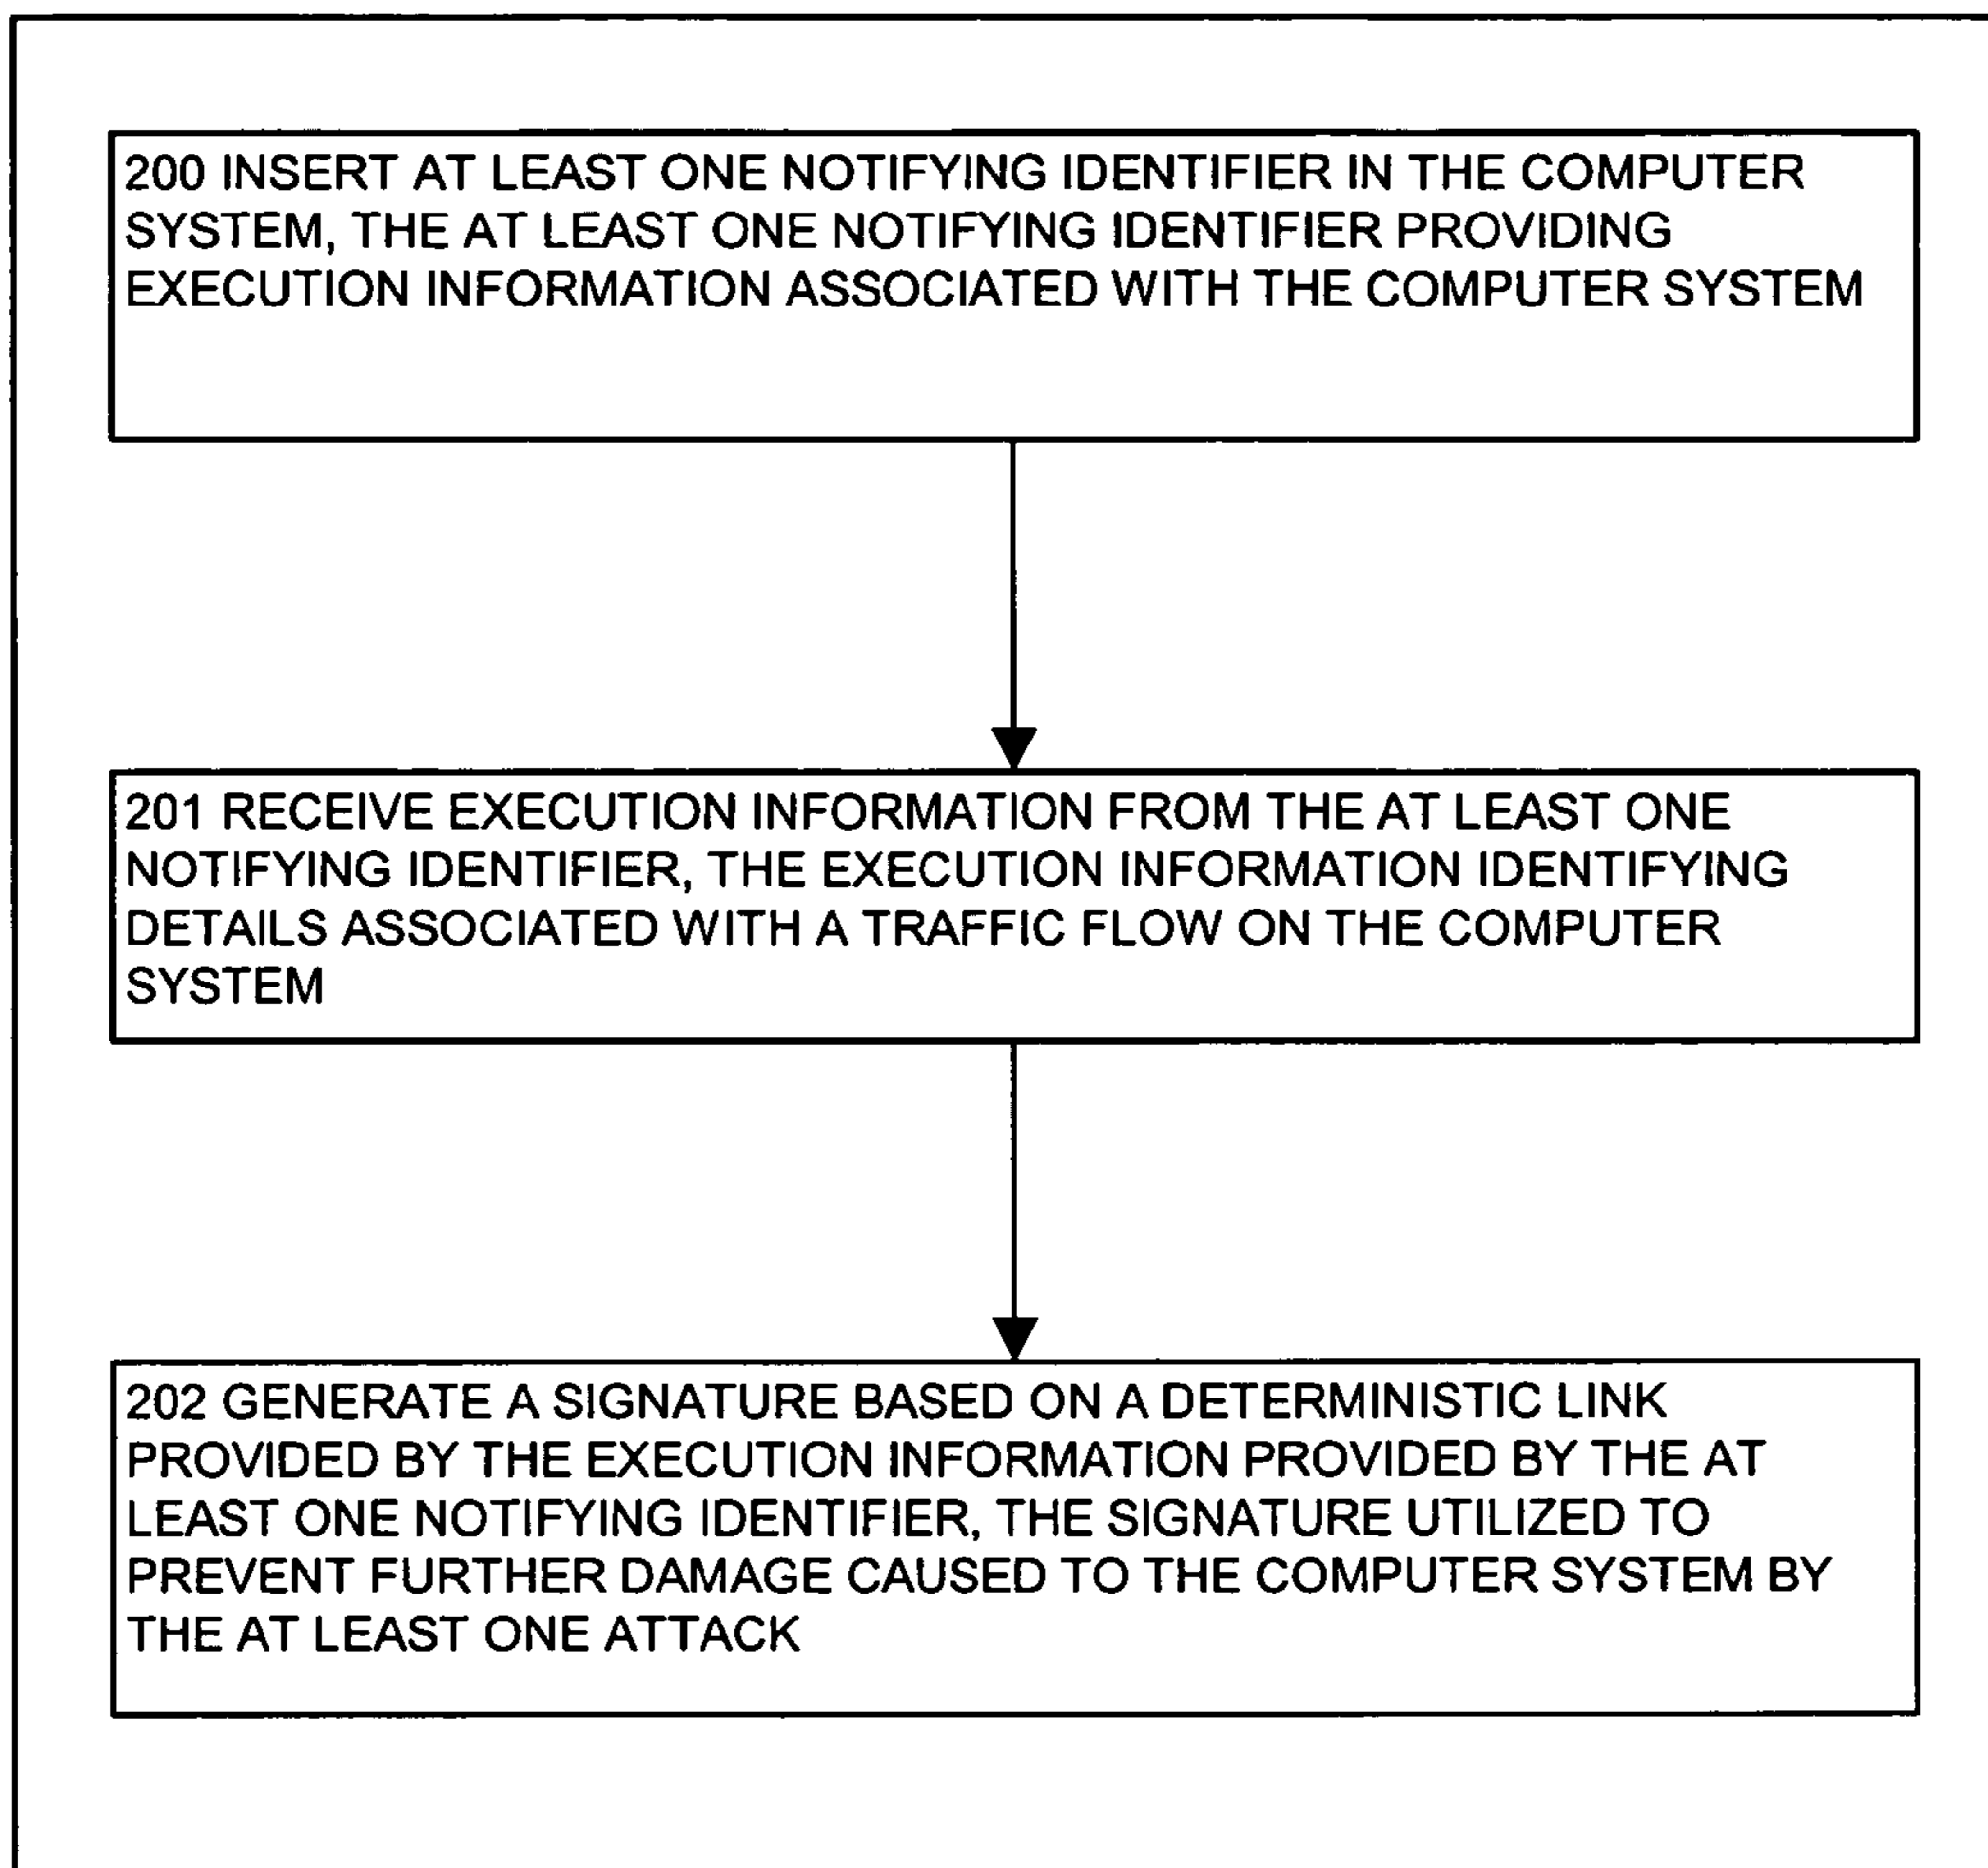 200 INSERT AT LEAST ONE NOTIFYING IDENTIFIER IN THE COMPUTER
SYSTEM, THE AT LEAST ONE NOTIFYING IDENTIFIER PROVIDING
EXECUTION INFORMATION ASSOCIATED WITH THE COMPUTER SYSTEM
201 RECEIVE EXECUTION INFORMATION FROM THE AT LEAST ONE
NOTIFYING IDENTIFIER, THE EXECUTION INFORMATION IDENTIFYING
DETAILS ASSOCIATED WITH A TRAFFIC FLOW ON THE COMPUTER
SYSTEM
202 GENERATE A SIGNATURE BASED ON A DETERMINISTIC LINK
PROVIDED BY THE EXECUTION INFORMATION PROVIDED BY THE AT
LEAST ONE NOTIFYING IDENTIFIER, THE SIGNATURE UTILIZED TO
PREVENT FURTHER DAMAGE CAUSED TO THE COMPUTER SYSTEM BY
THE AT LEAST ONE ATTACK